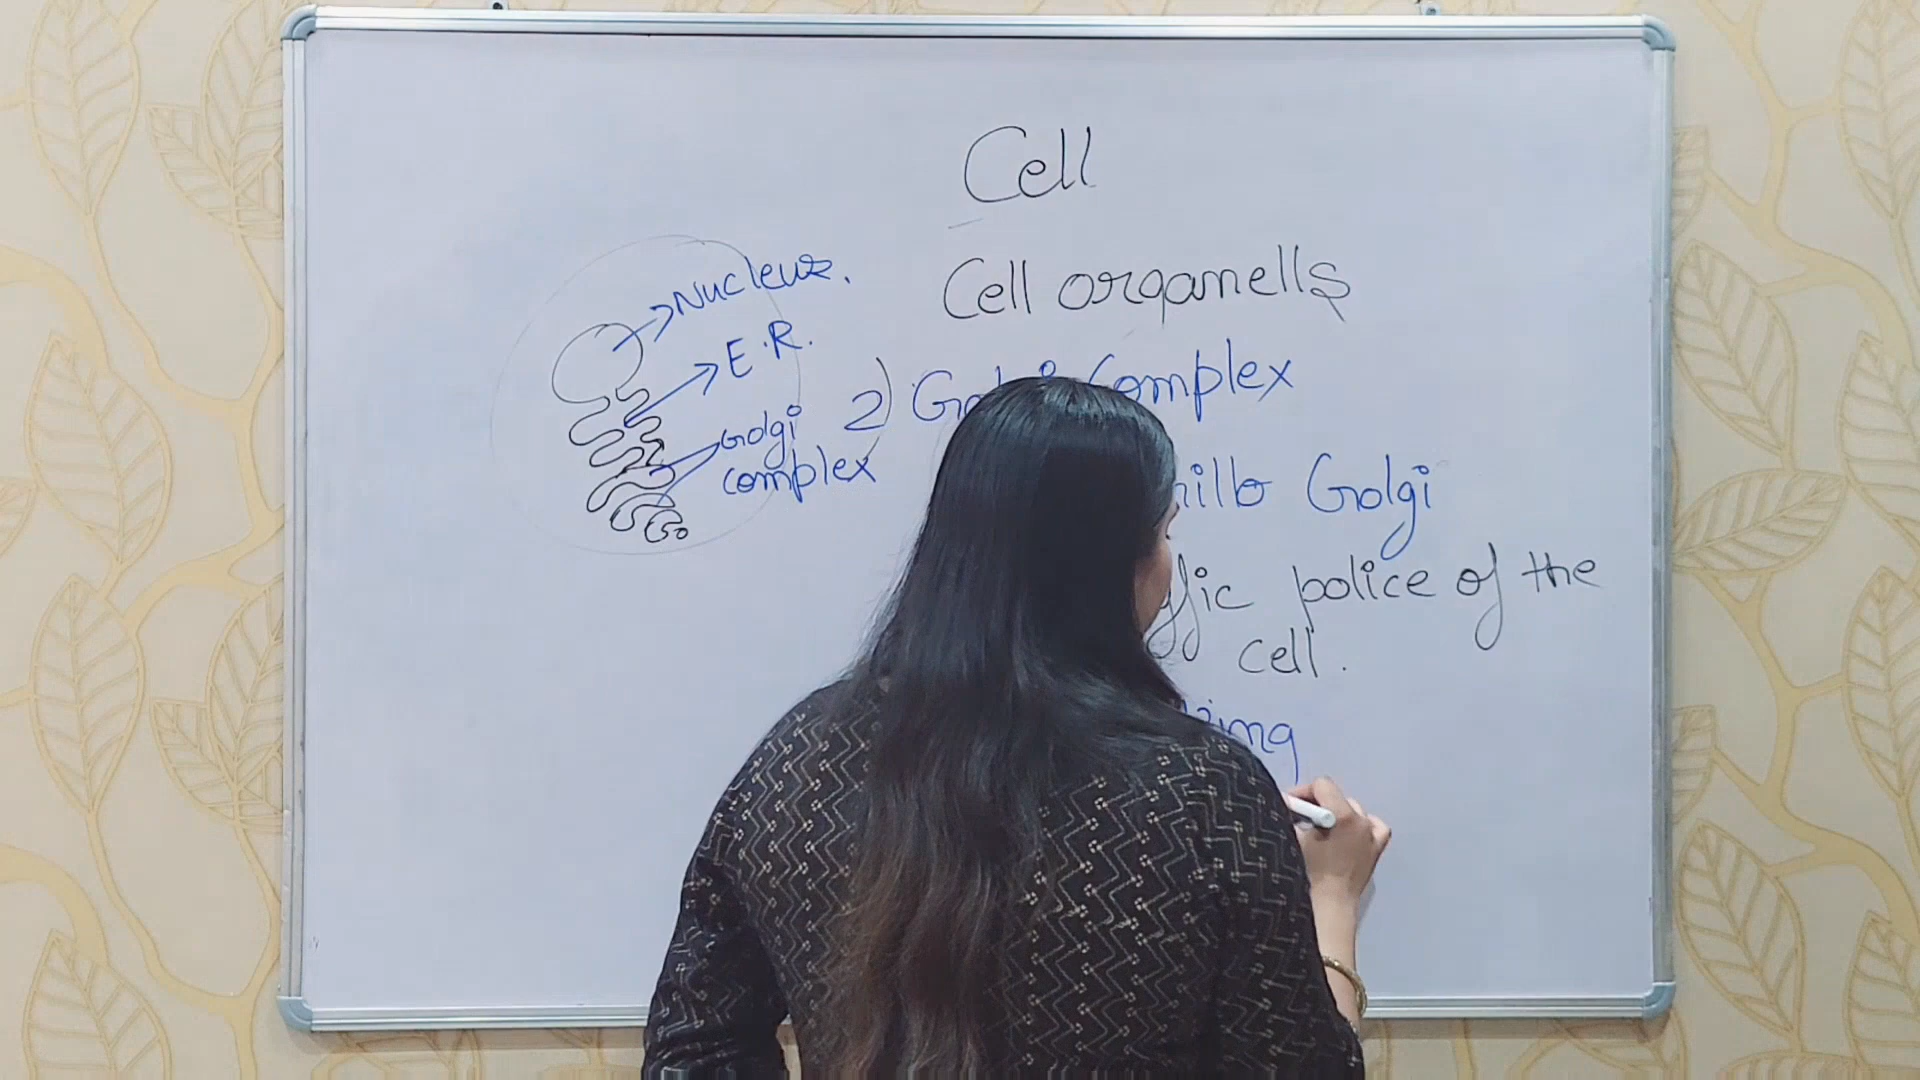 Cell
Cell organells
Nucleus.
E.R.
Golgi
complex
2) Golgi Complex
Golgi
police of the
cell.